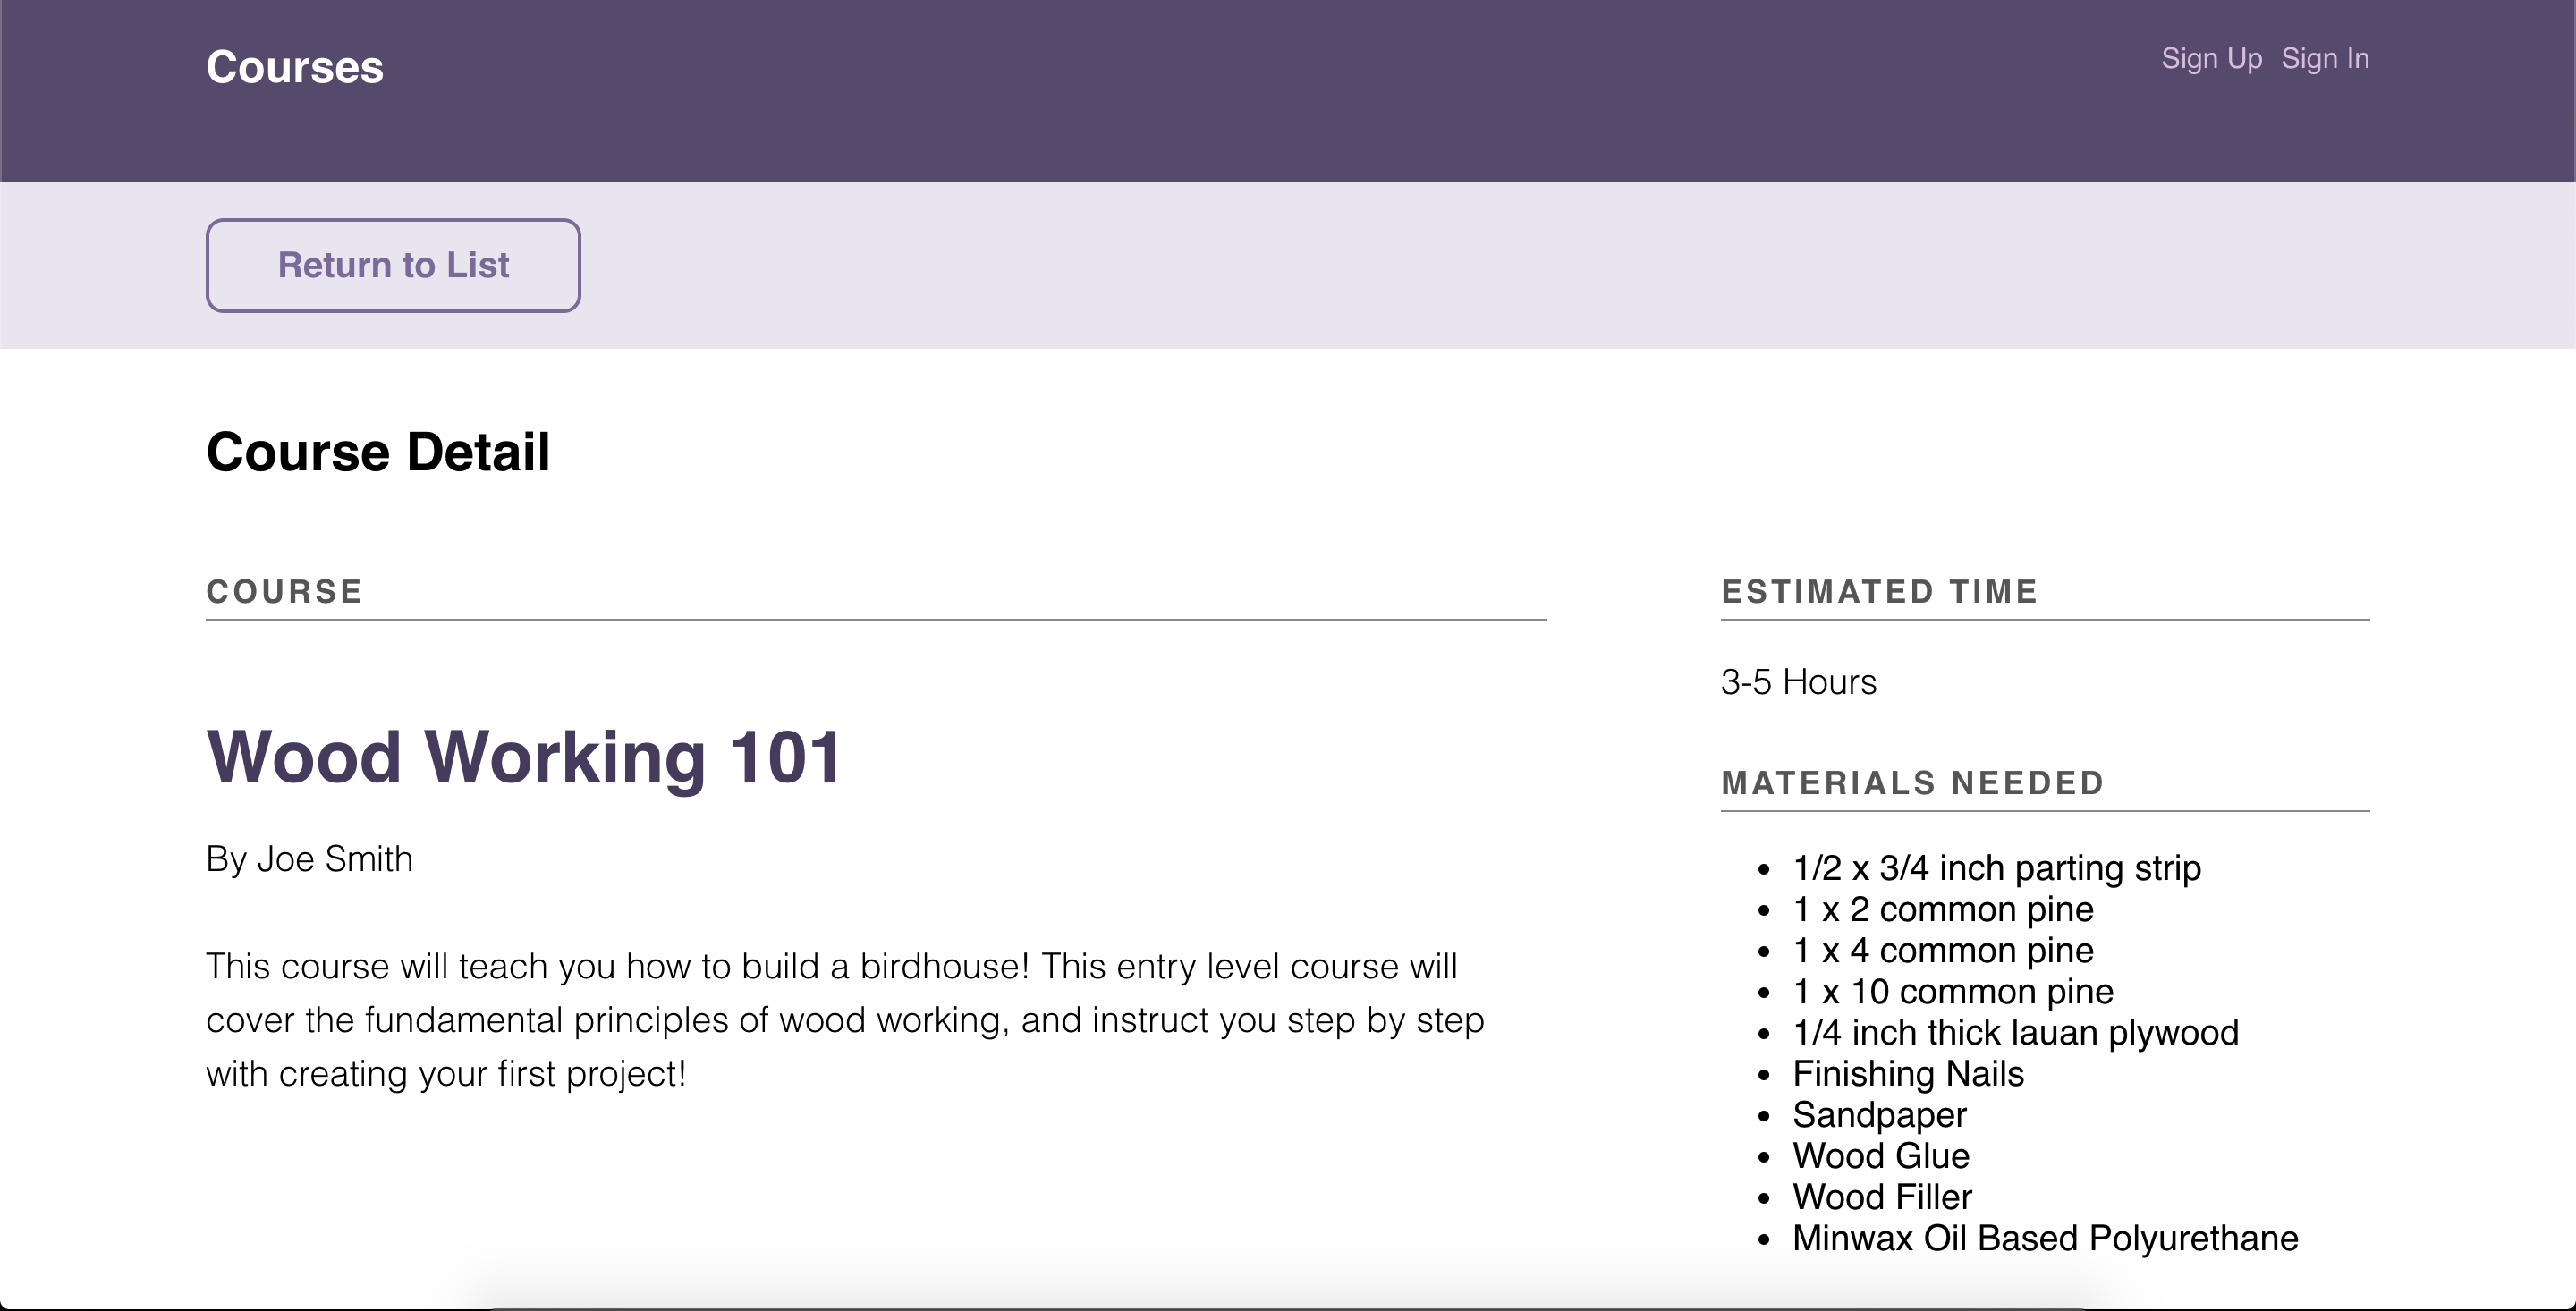 Courses
Sign Up Sign In
Return to List
Course Detail
COURSE
Wood Working 101
By Joe Smith
This course will teach you how to build a birdhouse! This entry level course will
cover the fundamental principles of wood working, and instruct you step by step
with creating your first project!
ESTIMATED TIME
3-5 Hours
MATERIALS NEEDED
• 1/2 x 3/4 inch parting strip
• 1 x 2 common pine
• 1 x 4 common pine
• 1 x 10 common pine
• 1/4 inch thick lauan plywood
• Finishing Nails
• Sandpaper
• Wood Glue
• Wood Filler
• Minwax Oil Based Polyurethane